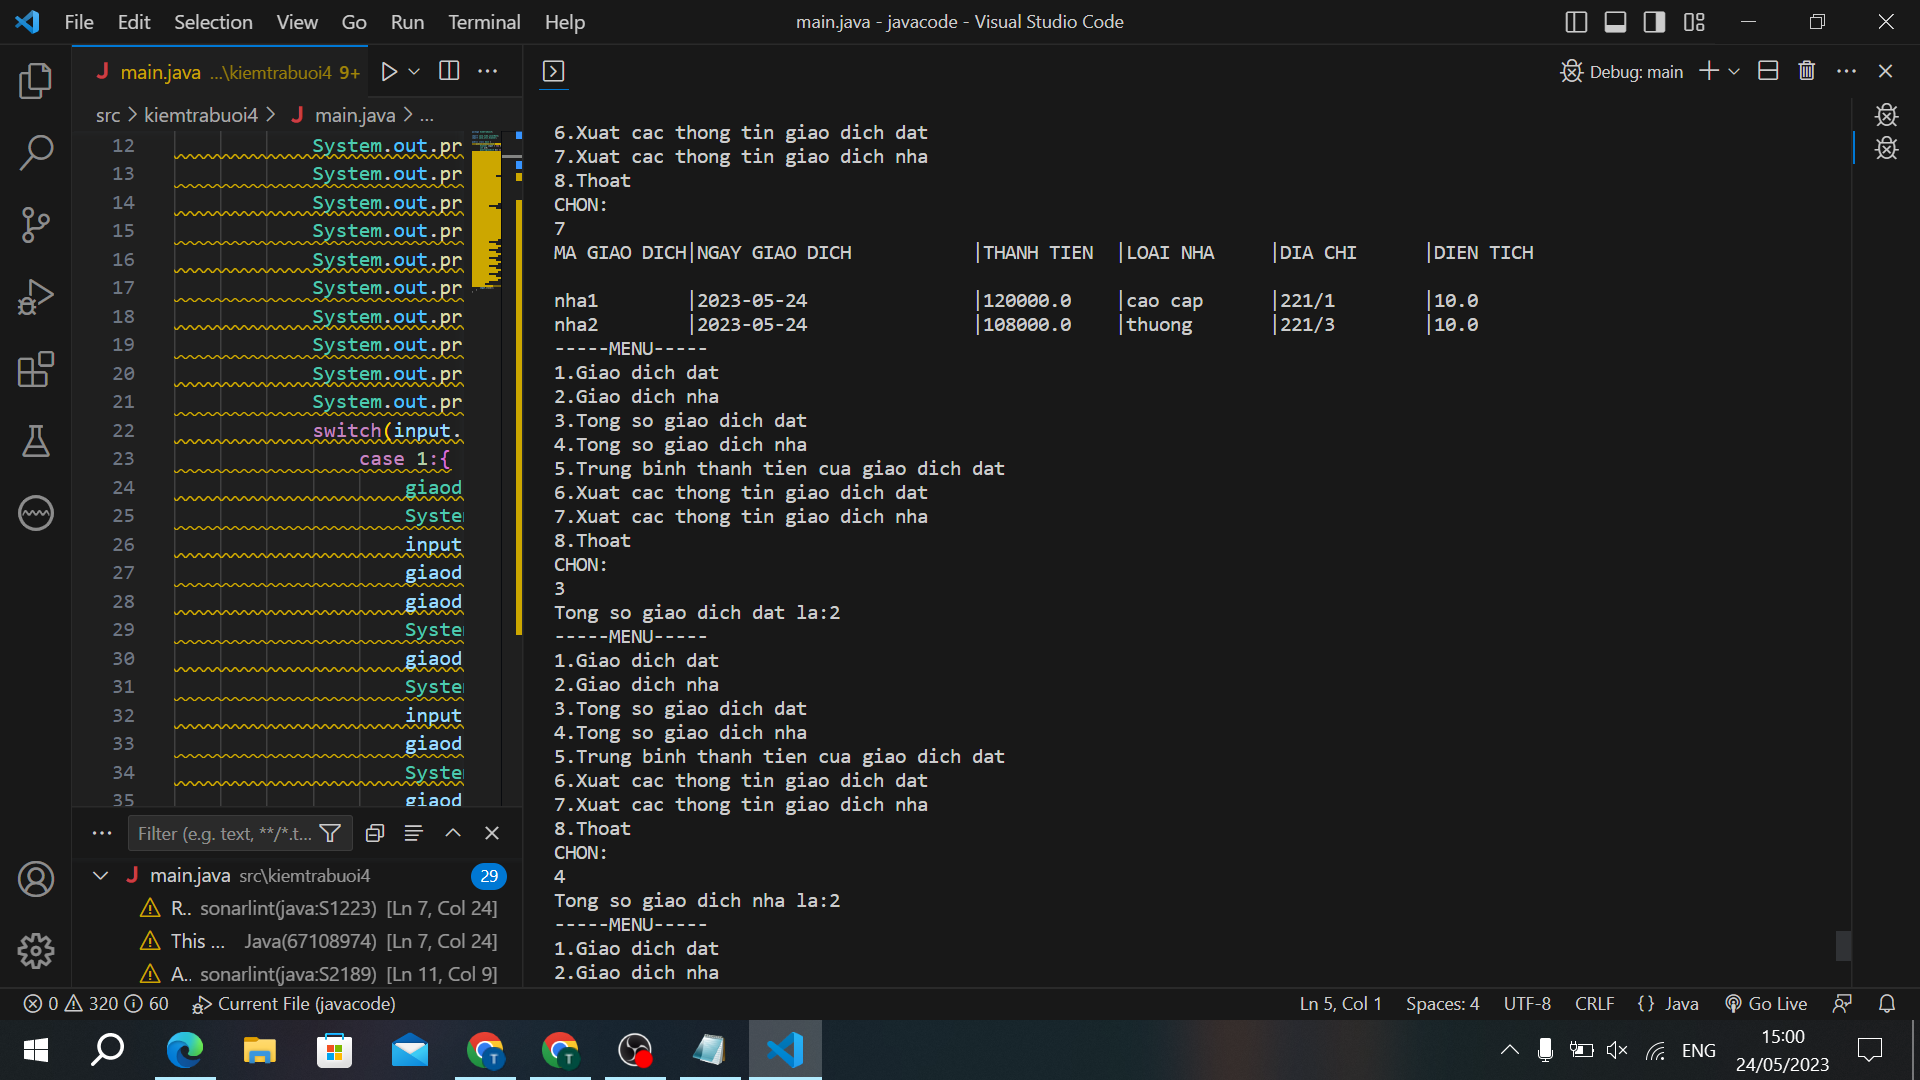 File Edit Selection View Go Run Terminal Help
main.java - javacode - Visual Studio Code
J main.java ...\kiemtrabuoi4 9+
src > kiemtrabuoi4 > J main.java > ...
12 System.out.pr
13 System.out.pr
14 System.out.pr
15 System.out.pr
16 System.out.pr
17 System.out.pr
18 System.out.pr
19 System.out.pr
20 System.out.pr
21 System.out.pr
22 switch(input.
23 case 1:{
24 giaod
25 Syste
26 input
27 giaod
28 giaod
29 Syste
30 giaod
31 Syste
32 input
33 giaod
34 Syste
35 giaod
Filter (e.g. text, **/*.t...
J main.java src\kiemtrabuoi4 29
R.. sonarlint(java:S1223) [Ln 7, Col 24]
This ... Java(67108974) [Ln 7, Col 24]
A.. sonarlint(java:S2189) [Ln 11, Col 9]
Debug: main
6.Xuat cac thong tin giao dich dat
7.Xuat cac thong tin giao dich nha
8.Thoat
CHON:
7
MA GIAO DICH|NGAY GIAO DICH |THANH TIEN |LOAI NHA |DIA CHI |DIEN TICH
nha1 |2023-05-24 |120000.0 |cao cap |221/1 |10.0
nha2 |2023-05-24 |108000.0 |thuong |221/3 |10.0
-----MENU-----
1.Giao dich dat
2.Giao dich nha
3.Tong so giao dich dat
4.Tong so giao dich nha
5.Trung binh thanh tien cua giao dich dat
6.Xuat cac thong tin giao dich dat
7.Xuat cac thong tin giao dich nha
8.Thoat
CHON:
3
Tong so giao dich dat la:2
-----MENU-----
1.Giao dich dat
2.Giao dich nha
3.Tong so giao dich dat
4.Tong so giao dich nha
5.Trung binh thanh tien cua giao dich dat
6.Xuat cac thong tin giao dich dat
7.Xuat cac thong tin giao dich nha
8.Thoat
CHON:
4
Tong so giao dich nha la:2
-----MENU-----
1.Giao dich dat
2.Giao dich nha
0 320 60 Current File (javacode)
Ln 5, Col 1 Spaces: 4 UTF-8 CRLF {} Java Go Live
T T ENG 15:00
24/05/2023